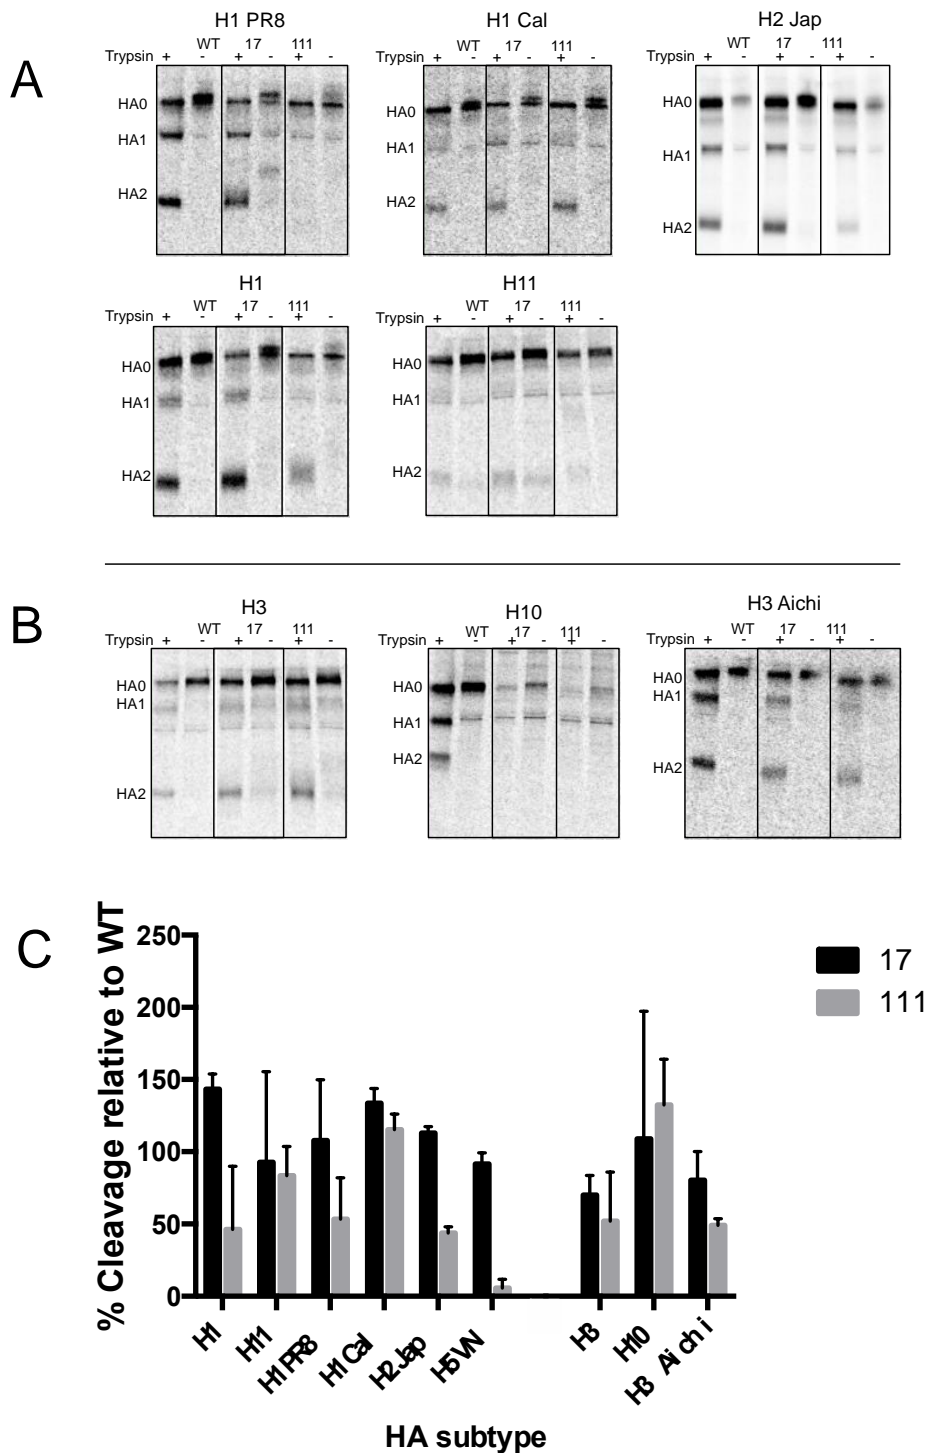 A
H1 PR8
WT 17 111
Trypsin + - + - + -
HA0
HA1
HA2
H1 Cal
WT 17 111
Trypsin + - + - + -
HA0
HA1
HA2
H2 Jap
WT 17 111
Trypsin + - + - + -
HA0
HA1
HA2
H1
WT 17 111
Trypsin + - + - + -
HA0
HA1
HA2
H11
WT 17 111
Trypsin + - + - + -
HA0
HA1
HA2
B
H3
WT 17 111
Trypsin + - + - + -
HA0
HA1
HA2
H10
WT 17 111
Trypsin + - + - + -
HA0
HA1
HA2
H3 Aichi
WT 17 111
Trypsin + - + - + -
HA0
HA1
HA2
C
% Cleavage relative to WT
250
200
150
100
50
0
17
111
H1
H11
H1 PR8
H1 Cal
H2 Jap
H5 VN
H3
H10
H3 Aichi
HA subtype